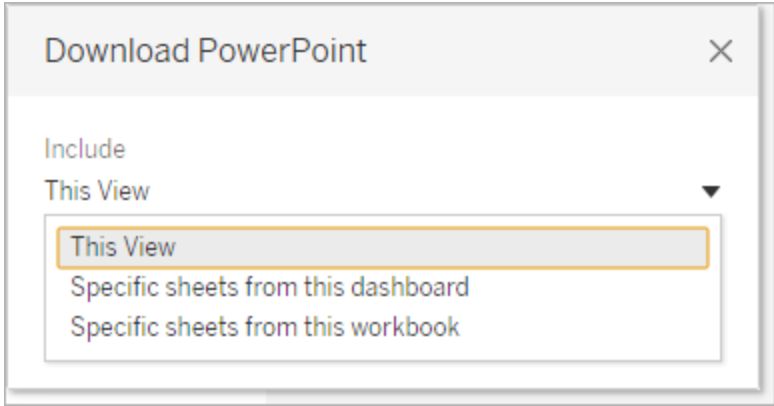 Download PowerPoint
Include
This View
This View
Specific sheets from this dashboard
Specific sheets from this workbook